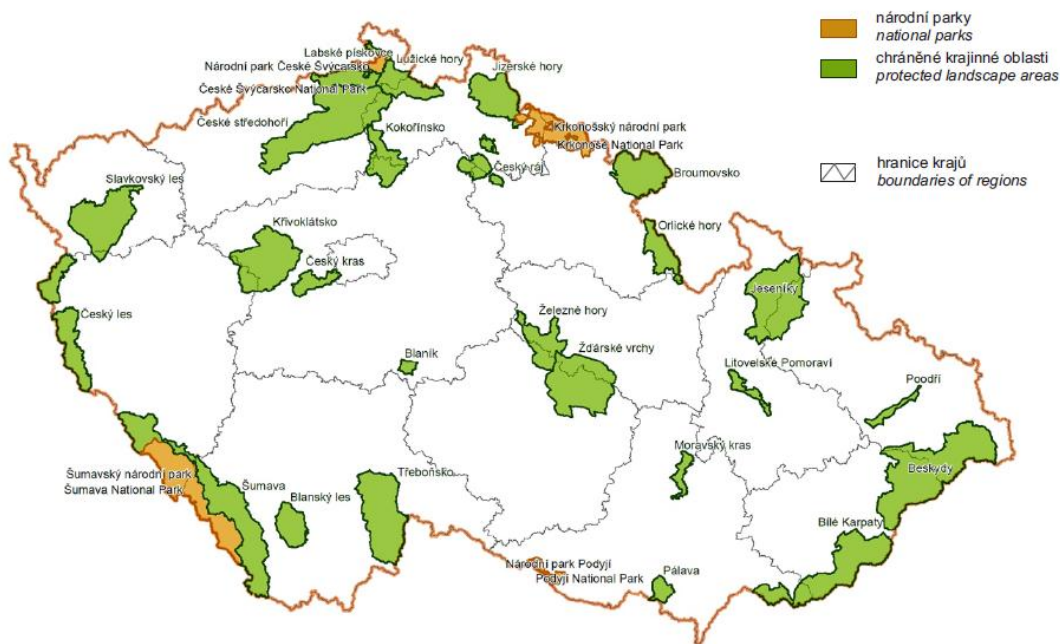 národní parky
national parks
chráněné krajinné oblasti
protected landscape areas
hranice krajů
boundaries of regions
Labské pískovce
Národní park České Švýcarsko
Lužické hory
Jizerské hory
České Švýcarsko National Park
České středohoří
Kokořínsko
Krkonošský národní park
Krkonoše National Park
Český ráj
Broumovsko
Slavkovský les
Křivoklátsko
Český kras
Orlické hory
Jeseníky
Český les
Železné hory
Žďárské vrchy
Blaník
Litovelské Pomoraví
Poodří
Moravský kras
Beskydy
Šumavský národní park
Šumava National Park
Šumava
Blanský les
Třeboňsko
Bílé Karpaty
Národní park Podyjí
Podyjí National Park
Pálava